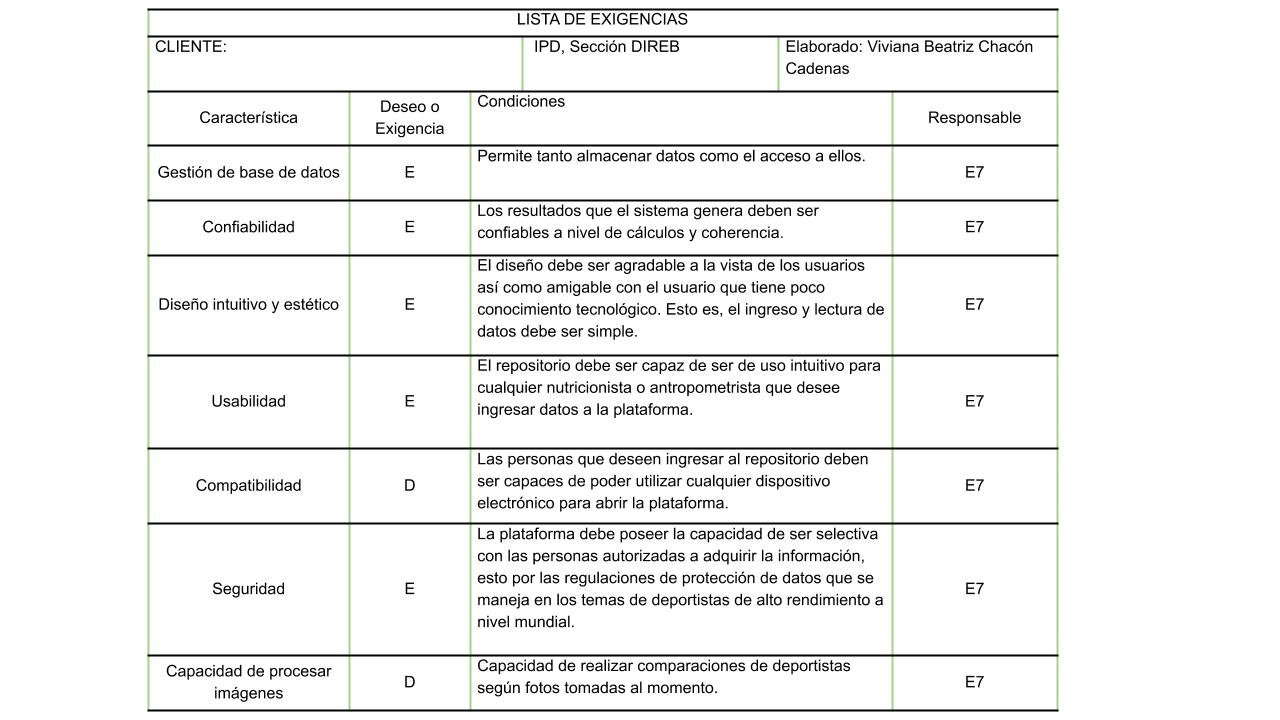 LISTA DE EXIGENCIAS
CLIENTE:
IPD, Sección DIREB
Elaborado: Viviana Beatriz Chacón
Cadenas
Característica
Deseo o
Exigencia
Condiciones
Responsable
Gestión de base de datos
E
Permite tanto almacenar datos como el acceso a ellos.
E7
Confiabilidad
E
Los resultados que el sistema genera deben ser
confiables a nivel de cálculos y coherencia.
E7
Diseño intuitivo y estético
E
El diseño debe ser agradable a la vista de los usuarios
así como amigable con el usuario que tiene poco
conocimiento tecnológico. Esto es, el ingreso y lectura de
datos debe ser simple.
E7
Usabilidad
E
El repositorio debe ser capaz de ser de uso intuitivo para
cualquier nutricionista o antropometrista que desee
ingresar datos a la plataforma.
E7
Compatibilidad
D
Las personas que deseen ingresar al repositorio deben
ser capaces de poder utilizar cualquier dispositivo
electrónico para abrir la plataforma.
E7
Seguridad
E
La plataforma debe poseer la capacidad de ser selectiva
con las personas autorizadas a adquirir la información,
esto por las regulaciones de protección de datos que se
maneja en los temas de deportistas de alto rendimiento a
nivel mundial.
E7
Capacidad de procesar
imágenes
D
Capacidad de realizar comparaciones de deportistas
según fotos tomadas al momento.
E7